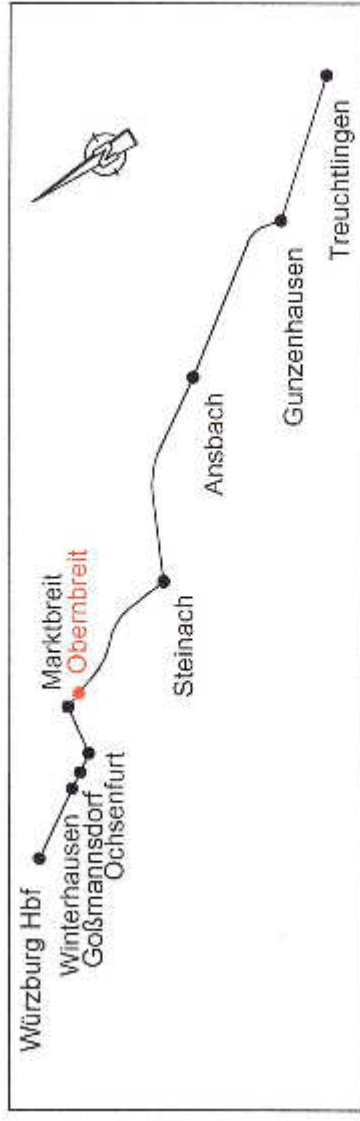 Würzburg Hbf
Winterhausen
Goßmannsdorf
Ochsenfurt
Marktbreit
Obernbreit
Steinach
Ansbach
Gunzenhausen
Treuchtlingen
N